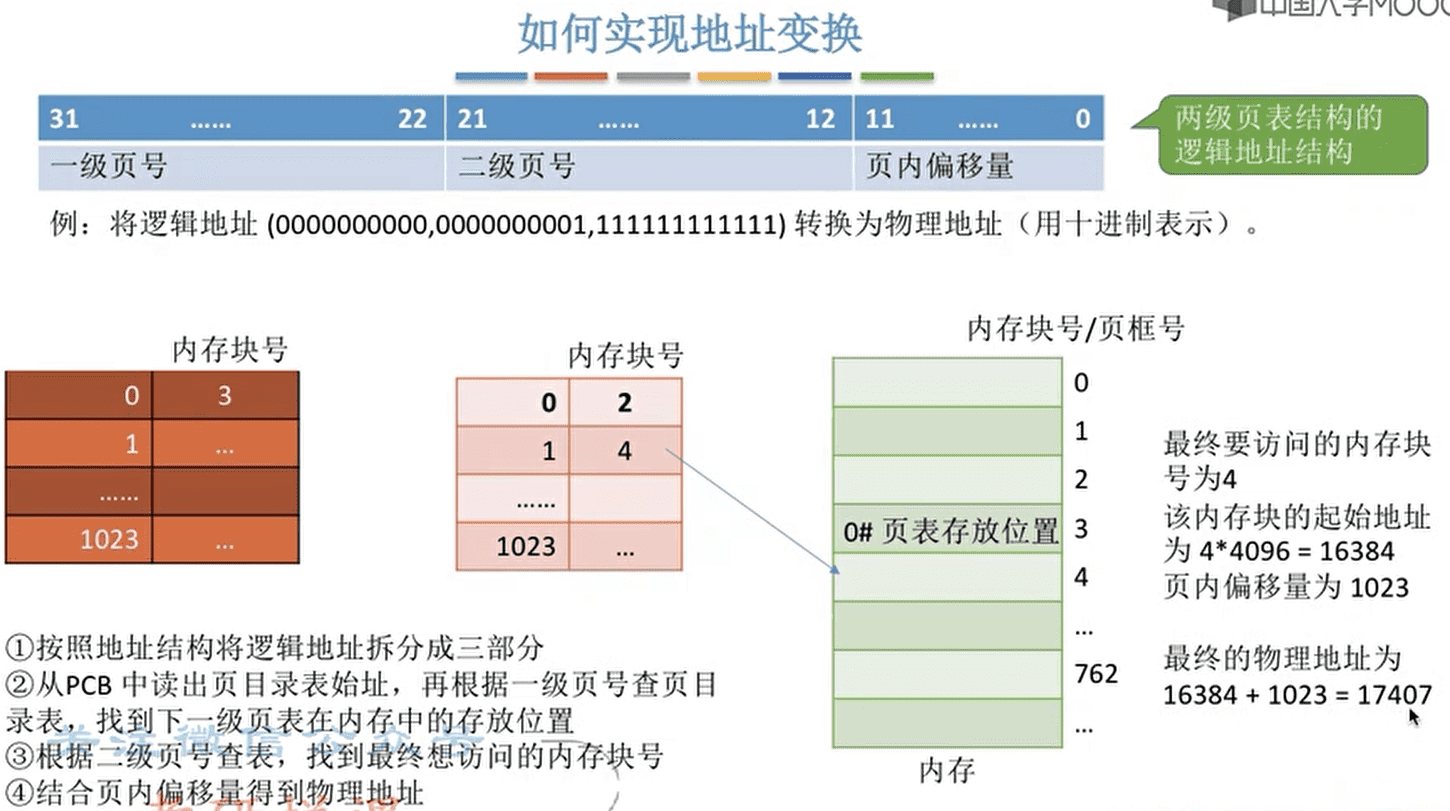 中国大学MOOC
如何实现地址变换
31 …… 22 21 …… 12 11 …… 0
一级页号 二级页号 页内偏移量
两级页表结构的
逻辑地址结构
例：将逻辑地址 (0000000000,0000000001,111111111111) 转换为物理地址（用十进制表示）。
内存块号
0 3
1 …
……
1023 …
内存块号
0 2
1 4
……
1023 …
内存块号/页框号
0
1
2
0# 页表存放位置 3
4
…
762
…
内存
最终要访问的内存块
号为4
该内存块的起始地址
为 4*4096 = 16384
页内偏移量为 1023
最终的物理地址为
16384 + 1023 = 17407
①按照地址结构将逻辑地址拆分成三部分
②从PCB 中读出页目录表始址，再根据一级页号查页目
录表，找到下一级页表在内存中的存放位置
③根据二级页号查表，找到最终想访问的内存块号
④结合页内偏移量得到物理地址
关注微信公众号